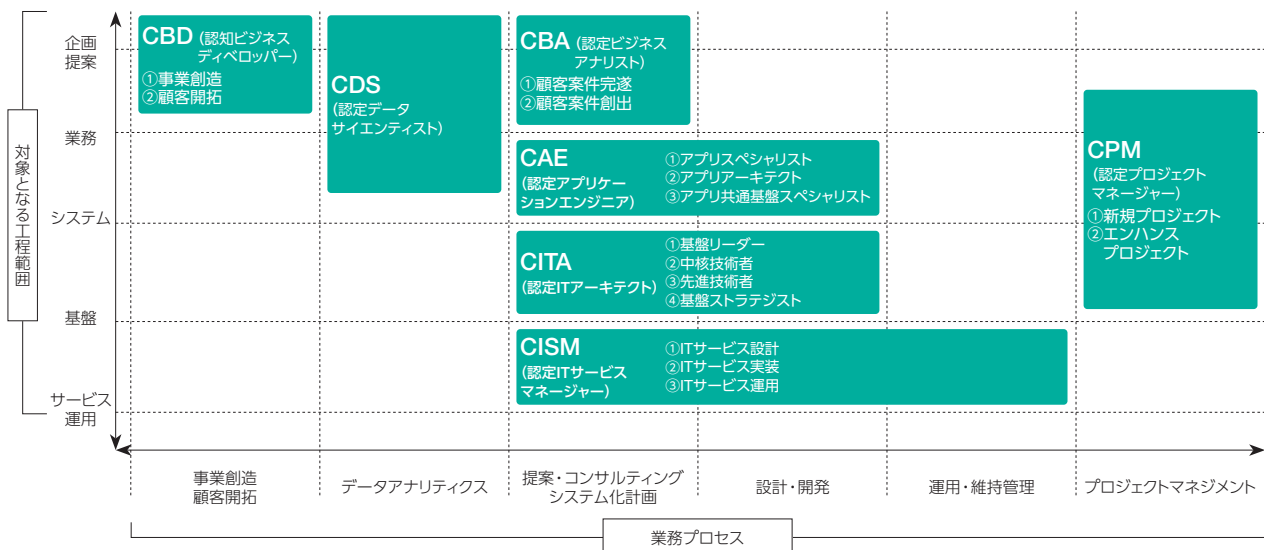 対象となる工程範囲
企画
提案
業務
システム
基盤
サービス
運用
CBD (認知ビジネス
ディベロッパー)
①事業創造
②顧客開拓
CDS
(認定データ
サイエンティスト)
CBA (認定ビジネス
アナリスト)
①顧客案件完遂
②顧客案件創出
CAE
(認定アプリケー
ションエンジニア)
①アプリスペシャリスト
②アプリアーキテクト
③アプリ共通基盤スペシャリスト
CITA
(認定ITアーキテクト)
①基盤リーダー
②中核技術者
③先進技術者
④基盤ストラテジスト
CISM
(認定ITサービス
マネージャー)
①ITサービス設計
②ITサービス実装
③ITサービス運用
CPM
(認定プロジェクト
マネージャー)
①新規プロジェクト
②エンハンス
プロジェクト
事業創造
顧客開拓
データアナリティクス
提案・コンサルティング
システム化計画
設計・開発
運用・維持管理
プロジェクトマネジメント
業務プロセス